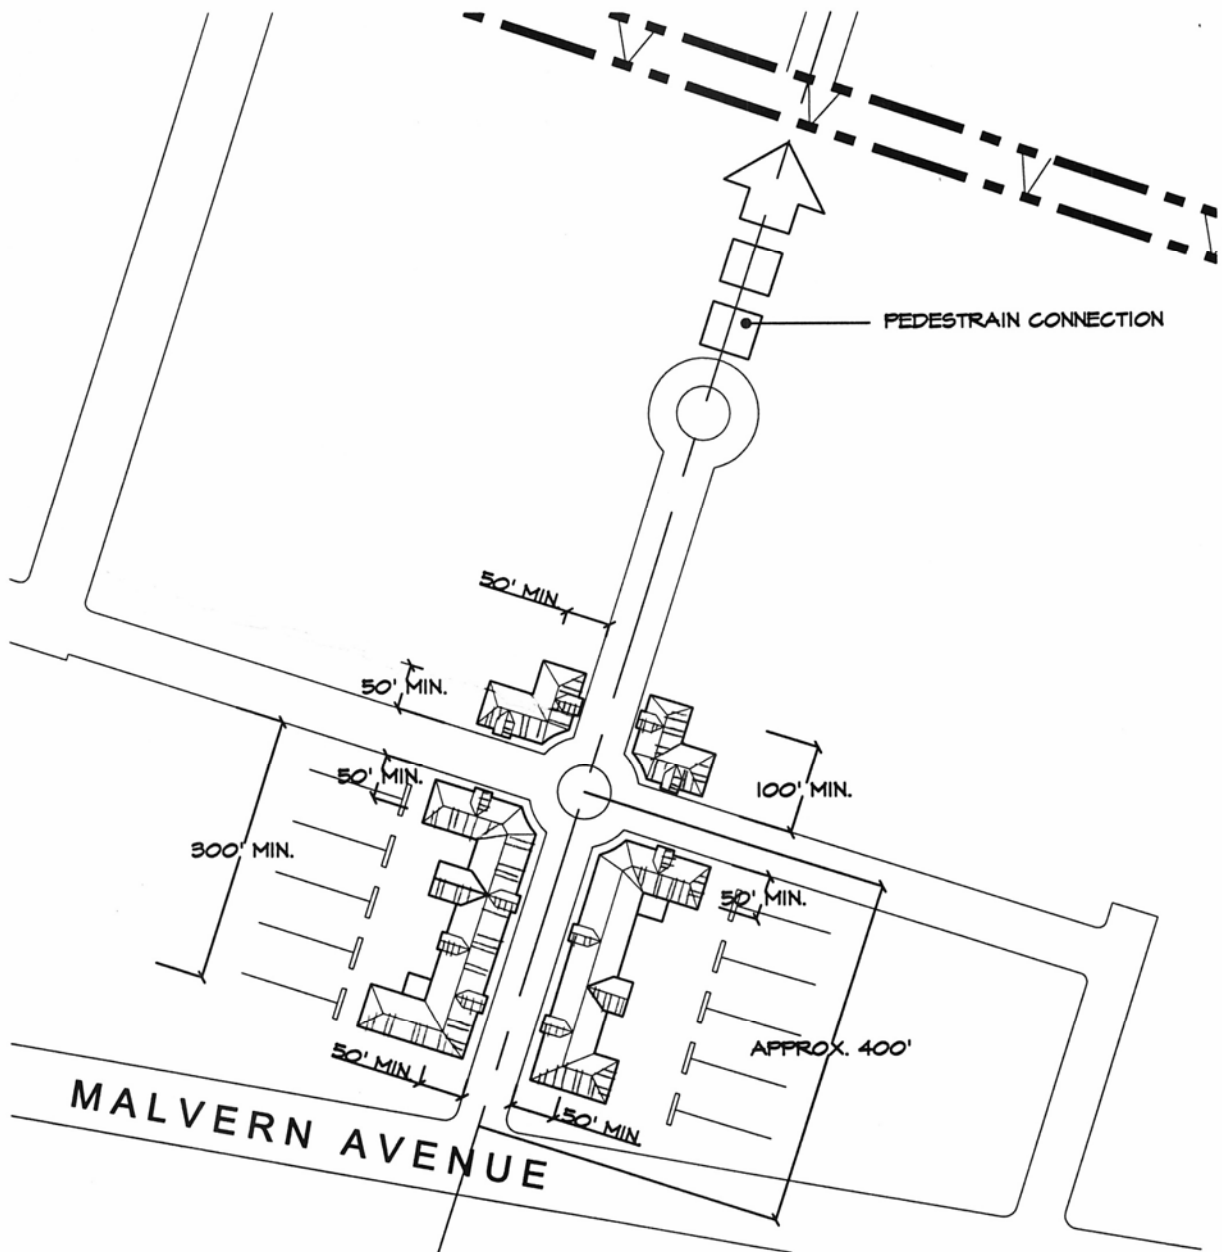 PEDESTRAIN CONNECTION
50' MIN
50' MIN.
50' MIN.
100' MIN.
300' MIN.
50' MIN.
APPROX. 400'
50' MIN
50' MIN
MALVERN AVENUE